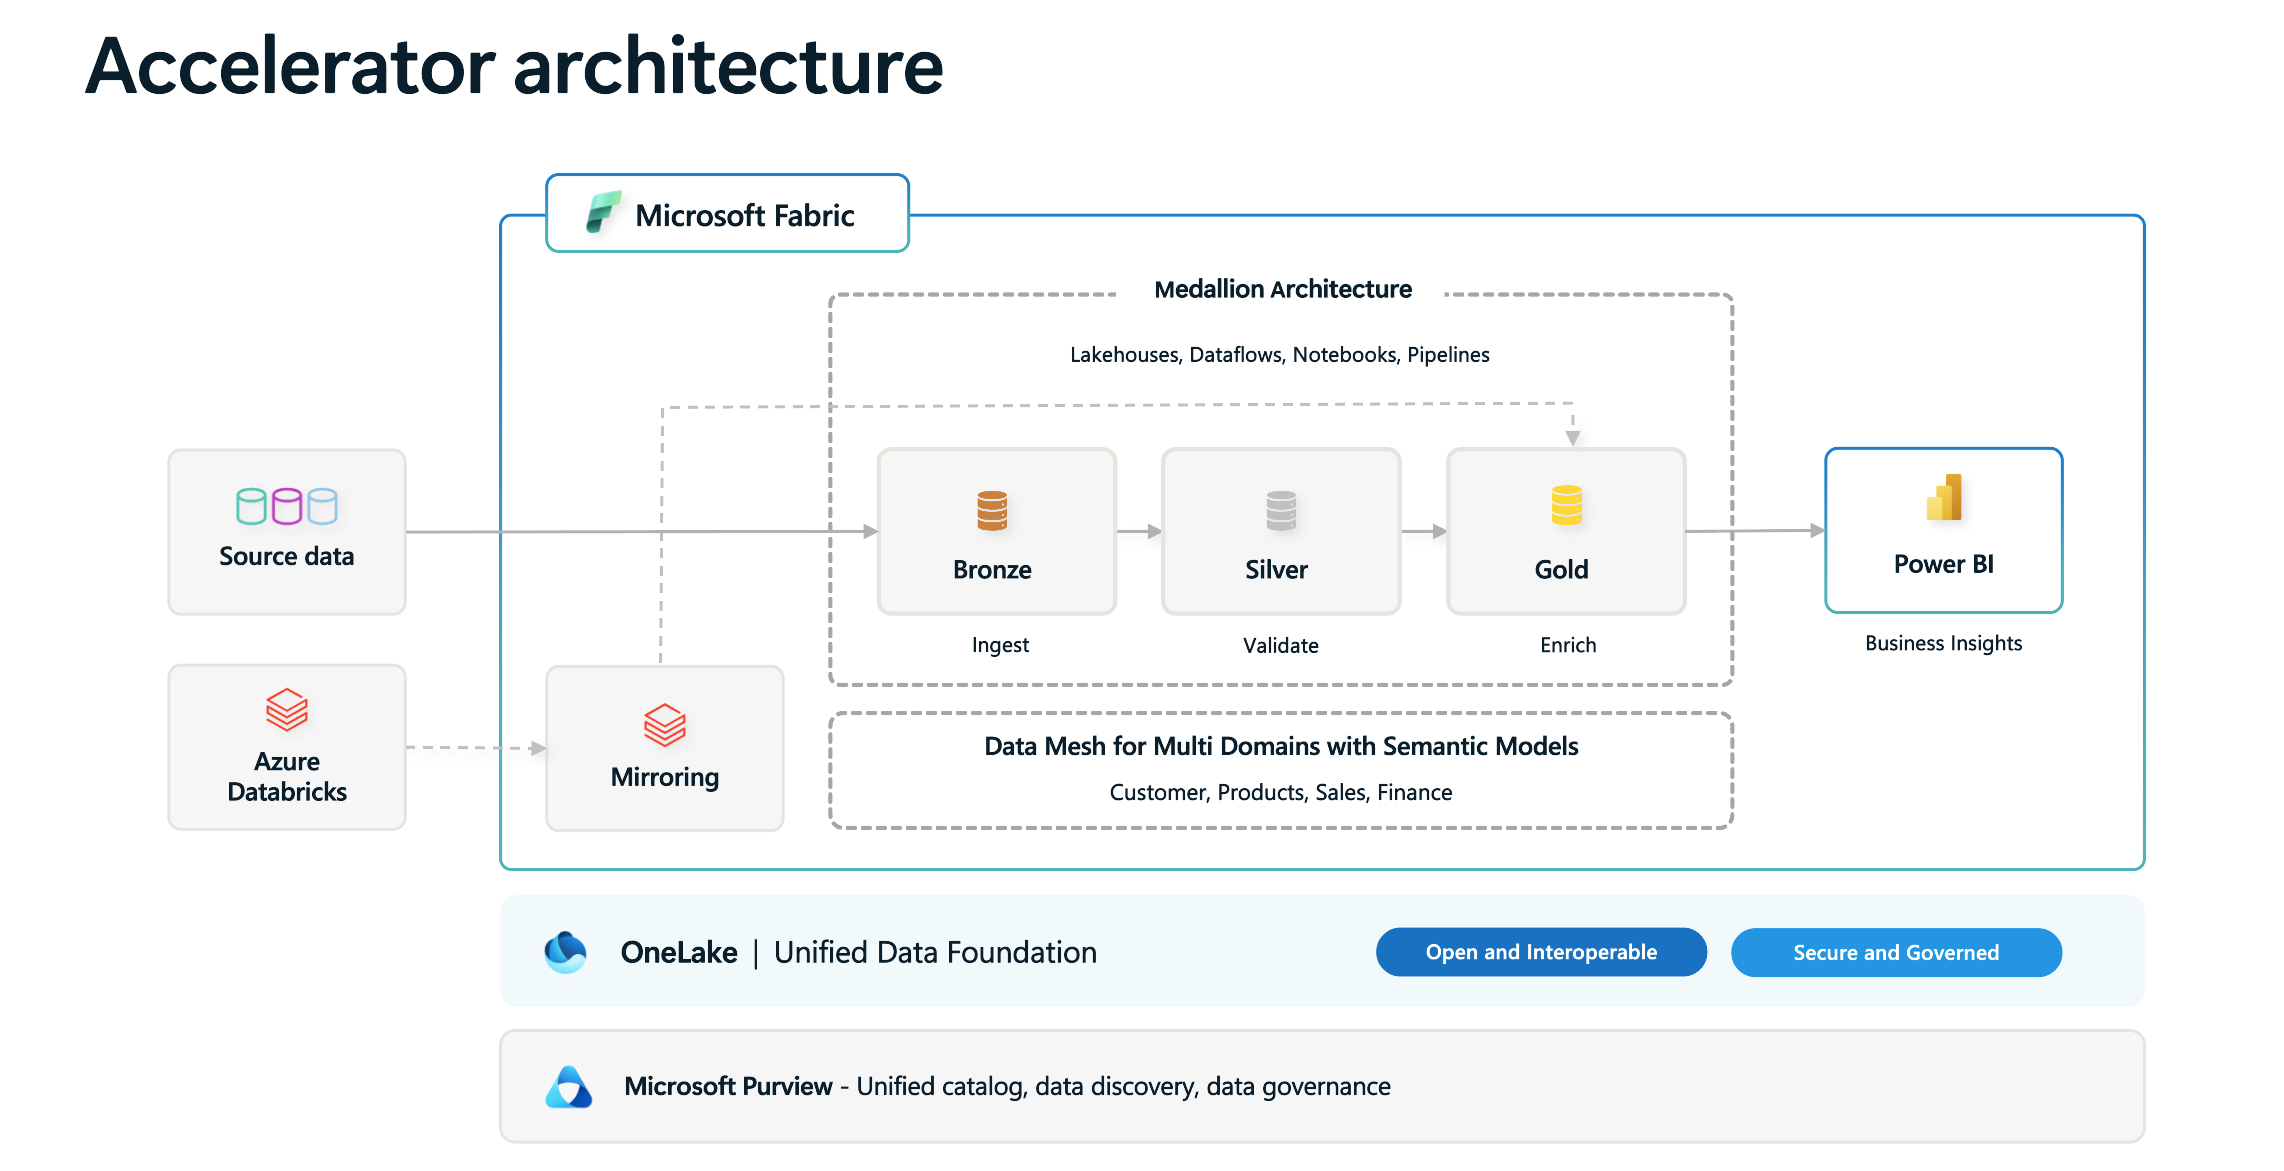 Accelerator architecture
Microsoft Fabric
Medallion Architecture
Lakehouses, Dataflows, Notebooks, Pipelines
Source data
Bronze
Silver
Gold
Power BI
Ingest
Validate
Enrich
Business Insights
Azure
Databricks
Mirroring
Data Mesh for Multi Domains with Semantic Models
Customer, Products, Sales, Finance
OneLake | Unified Data Foundation
Open and Interoperable
Secure and Governed
Microsoft Purview - Unified catalog, data discovery, data governance